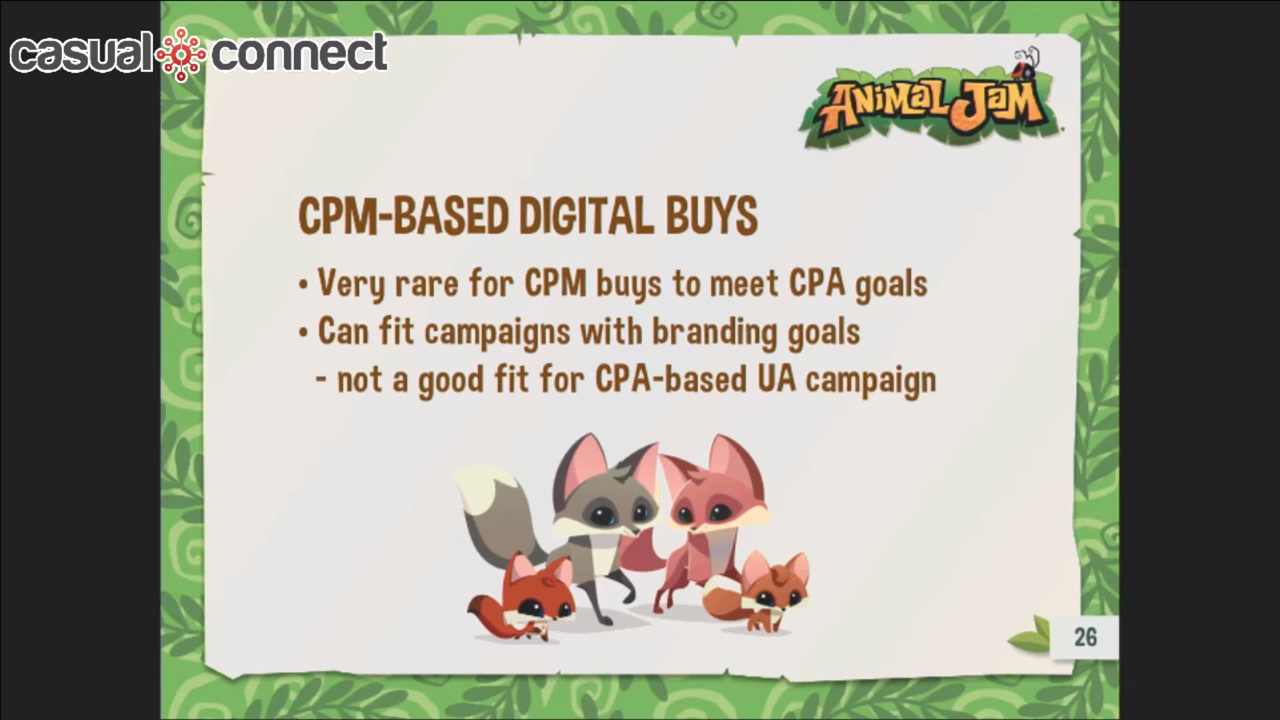 casual connect
ANIMAL JAM
CPM-BASED DIGITAL BUYS
• Very rare for CPM buys to meet CPA goals
• Can fit campaigns with branding goals
- not a good fit for CPA-based UA campaign
26